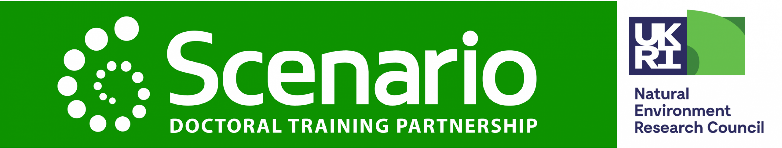 Scenario
DOCTORAL TRAINING PARTNERSHIP
UK
RI
Natural
Environment
Research Council